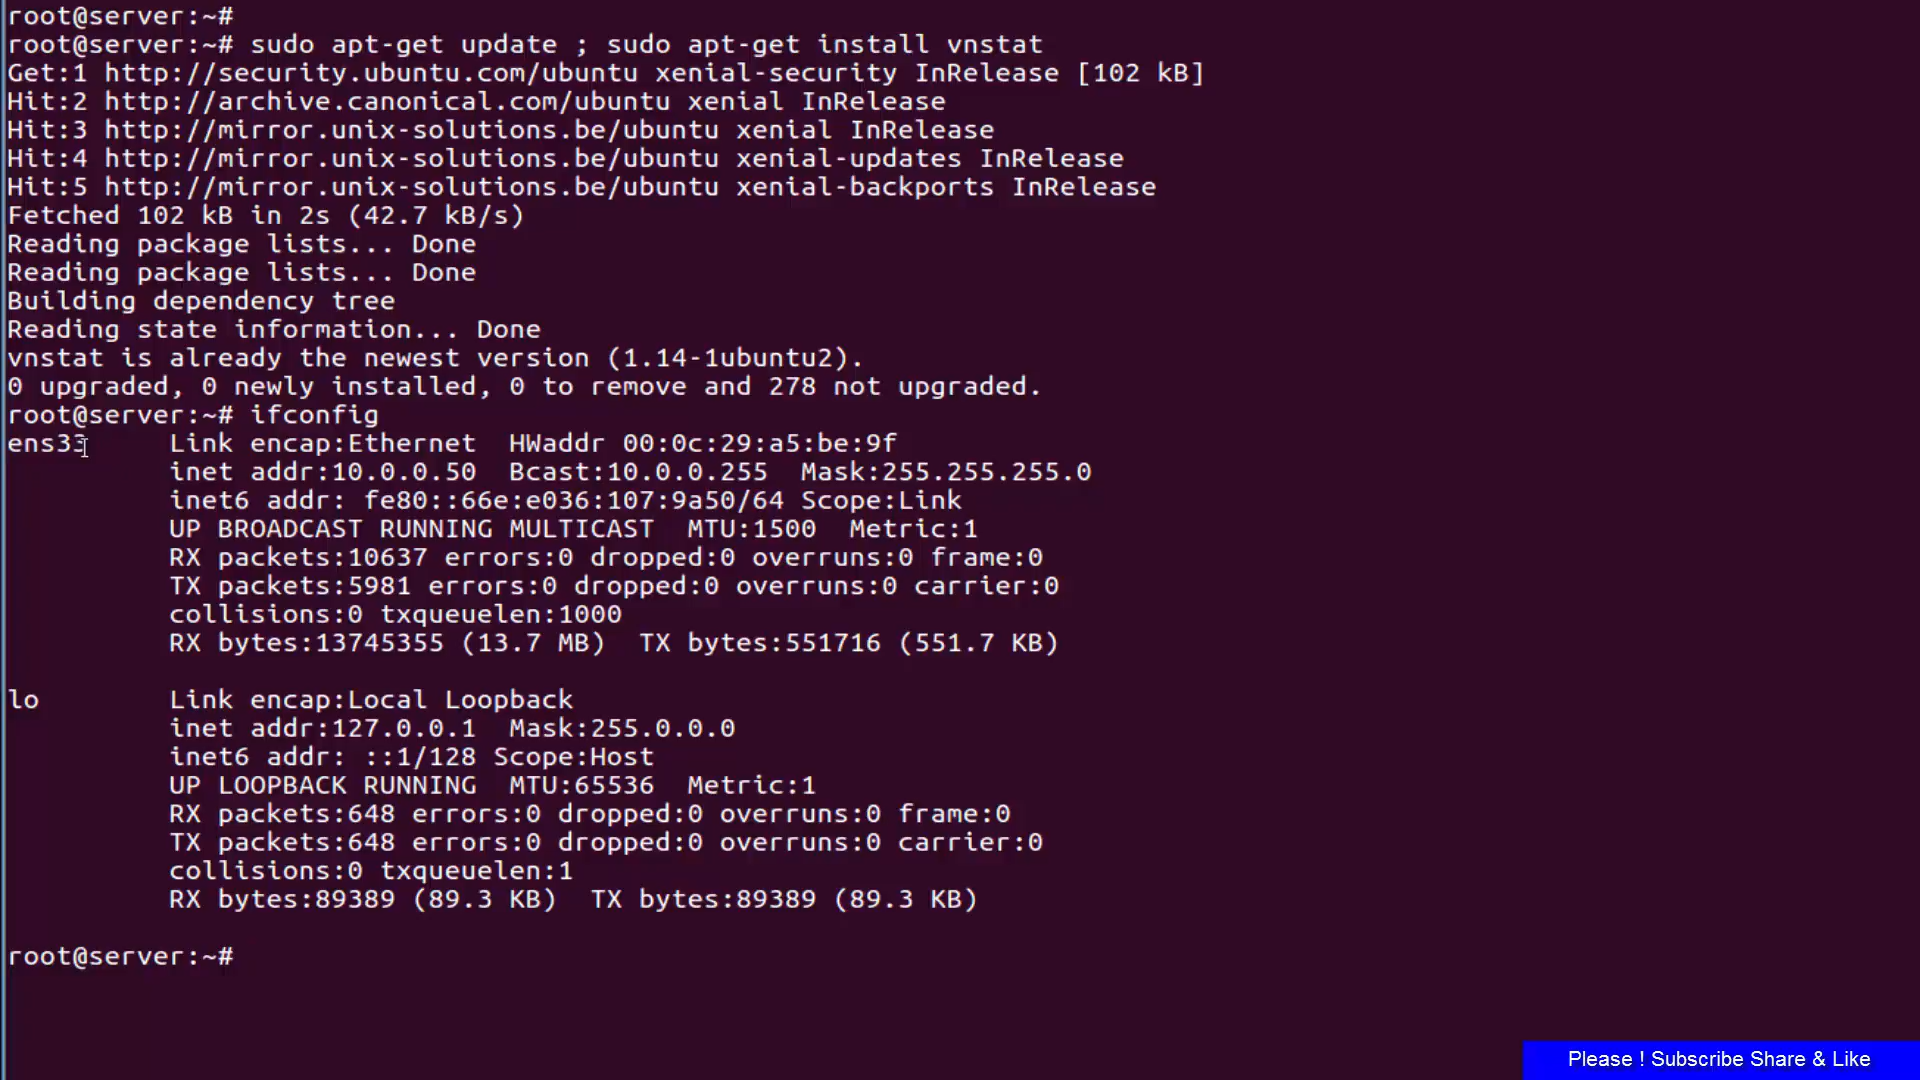 root@server:~#
root@server:~# sudo apt-get update ; sudo apt-get install vnstat
Get:1 http://security.ubuntu.com/ubuntu xenial-security InRelease [102 kB]
Hit:2 http://archive.canonical.com/ubuntu xenial InRelease
Hit:3 http://mirror.unix-solutions.be/ubuntu xenial InRelease
Hit:4 http://mirror.unix-solutions.be/ubuntu xenial-updates InRelease
Hit:5 http://mirror.unix-solutions.be/ubuntu xenial-backports InRelease
Fetched 102 kB in 2s (42.7 kB/s)
Reading package lists... Done
Reading package lists... Done
Building dependency tree
Reading state information... Done
vnstat is already the newest version (1.14-1ubuntu2).
0 upgraded, 0 newly installed, 0 to remove and 278 not upgraded.
root@server:~# ifconfig
ens33     Link encap:Ethernet  HWaddr 00:0c:29:a5:be:9f
          inet addr:10.0.0.50  Bcast:10.0.0.255  Mask:255.255.255.0
          inet6 addr: fe80::66e:e036:107:9a50/64 Scope:Link
          UP BROADCAST RUNNING MULTICAST  MTU:1500  Metric:1
          RX packets:10637 errors:0 dropped:0 overruns:0 frame:0
          TX packets:5981 errors:0 dropped:0 overruns:0 carrier:0
          collisions:0 txqueuelen:1000
          RX bytes:13745355 (13.7 MB)  TX bytes:551716 (551.7 KB)
lo        Link encap:Local Loopback
          inet addr:127.0.0.1  Mask:255.0.0.0
          inet6 addr: ::1/128 Scope:Host
          UP LOOPBACK RUNNING  MTU:65536  Metric:1
          RX packets:648 errors:0 dropped:0 overruns:0 frame:0
          TX packets:648 errors:0 dropped:0 overruns:0 carrier:0
          collisions:0 txqueuelen:1
          RX bytes:89389 (89.3 KB)  TX bytes:89389 (89.3 KB)
root@server:~#
Please ! Subscribe Share & Like